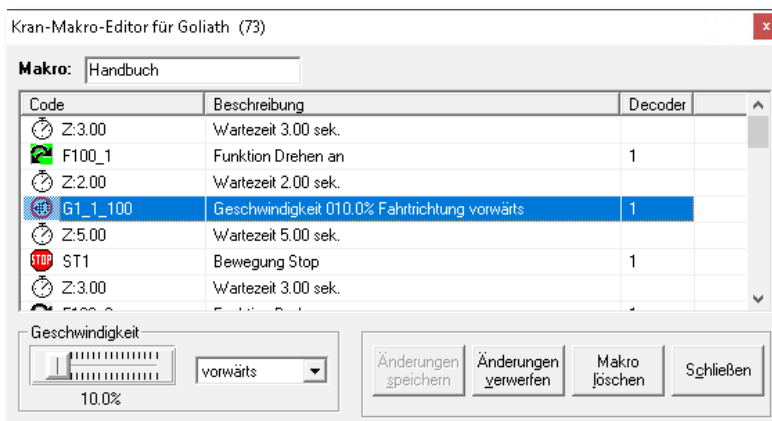 Kran-Makro-Editor für Goliath (73)
x
Makro: Handbuch
Code Beschreibung Decoder
Z:3.00 Wartezeit 3.00 sek.
F100_1 Funktion Drehen an 1
Z:2.00 Wartezeit 2.00 sek.
G1_1_100 Geschwindigkeit 010.0% Fahrtrichtung vorwärts 1
Z:5.00 Wartezeit 5.00 sek.
STOP ST1 Bewegung Stop 1
Z:3.00 Wartezeit 3.00 sek.
Geschwindigkeit
vorwärts
10.0%
Änderungen
speichern
Änderungen
verwerfen
Makro
löschen
Schließen